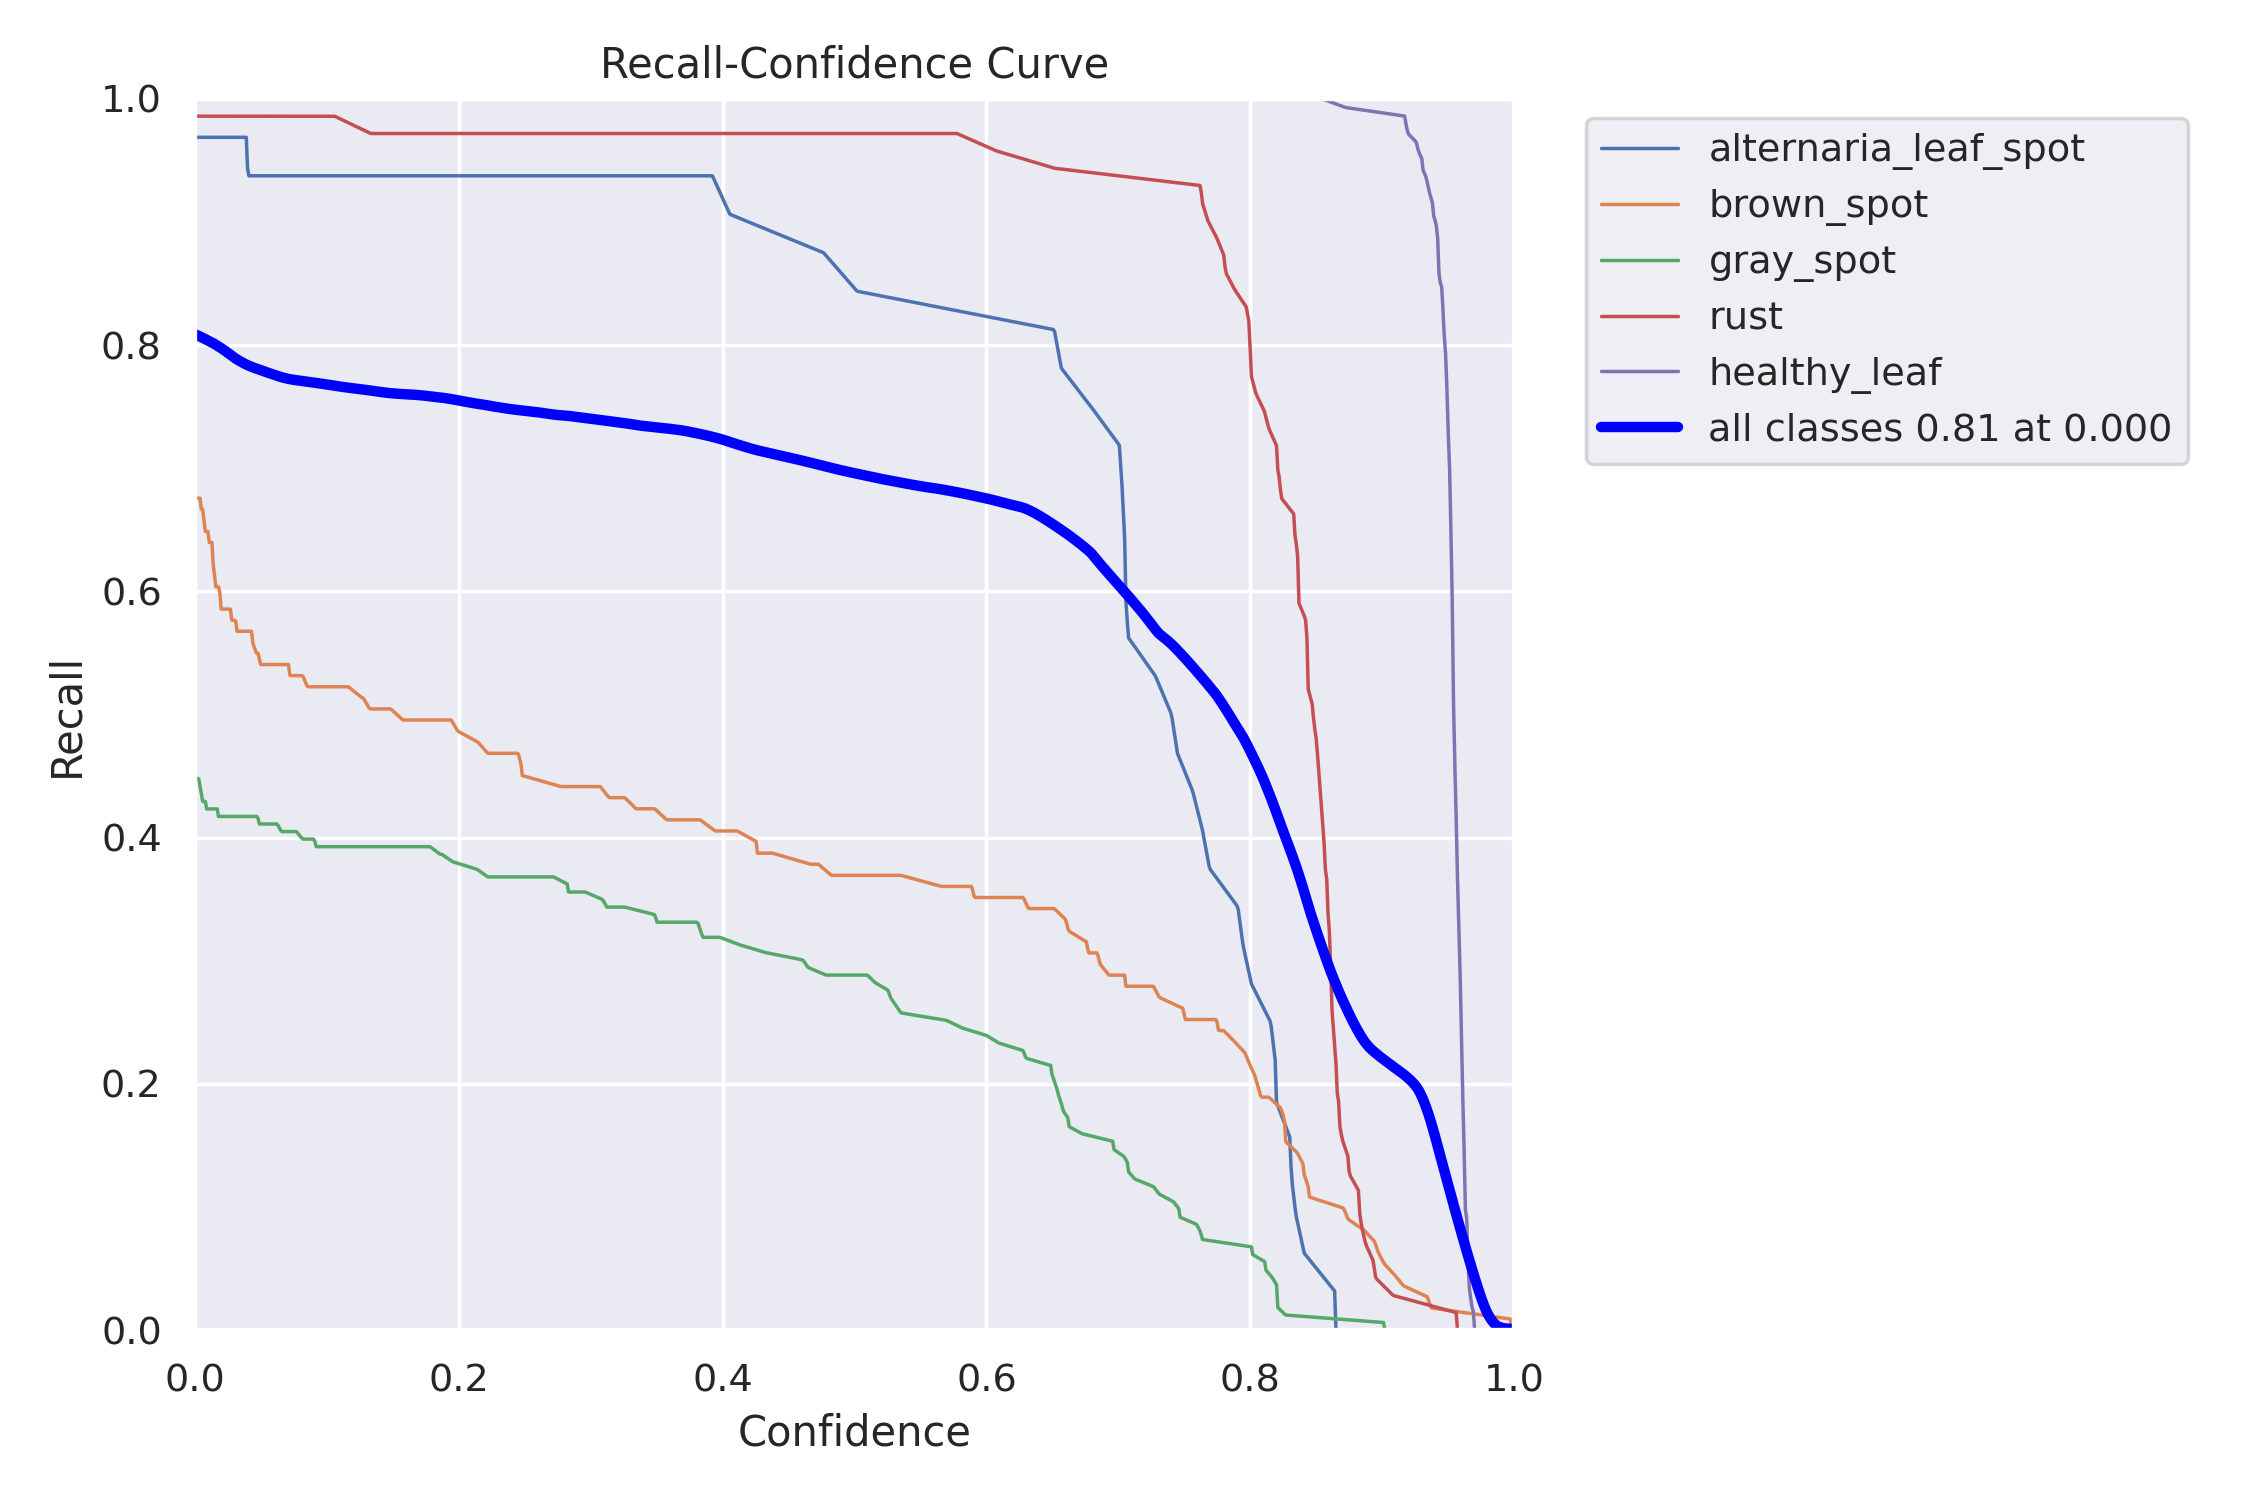 Recall-Confidence Curve
1.0
0.8
0.6
0.4
0.2
0.0
Recall
0.0 0.2 0.4 0.6 0.8 1.0
Confidence
alternaria_leaf_spot
brown_spot
gray_spot
rust
healthy_leaf
all classes 0.81 at 0.000